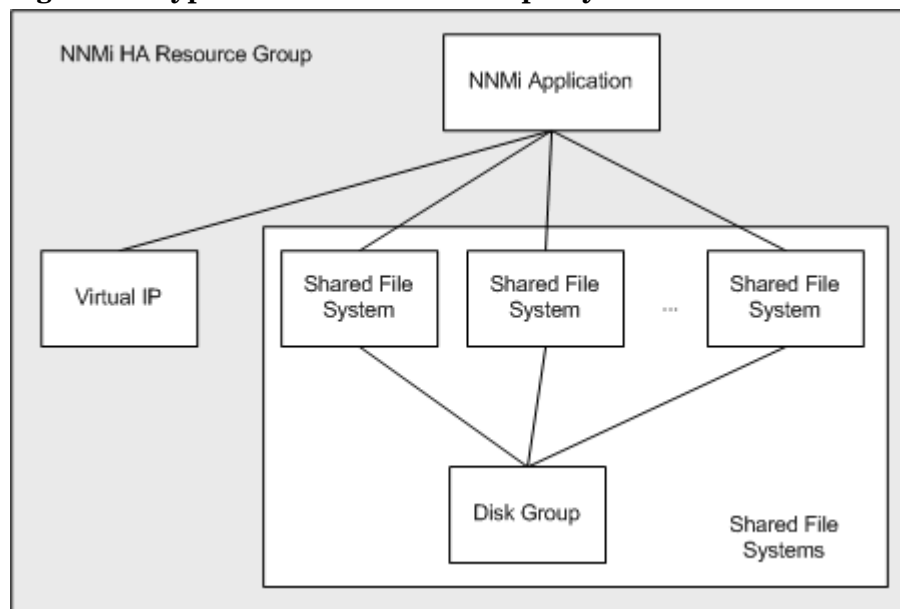 NNMi HA Resource Group
NNMi Application
Virtual IP
Shared File
System
Shared File
System
...
Shared File
System
Disk Group
Shared File
Systems